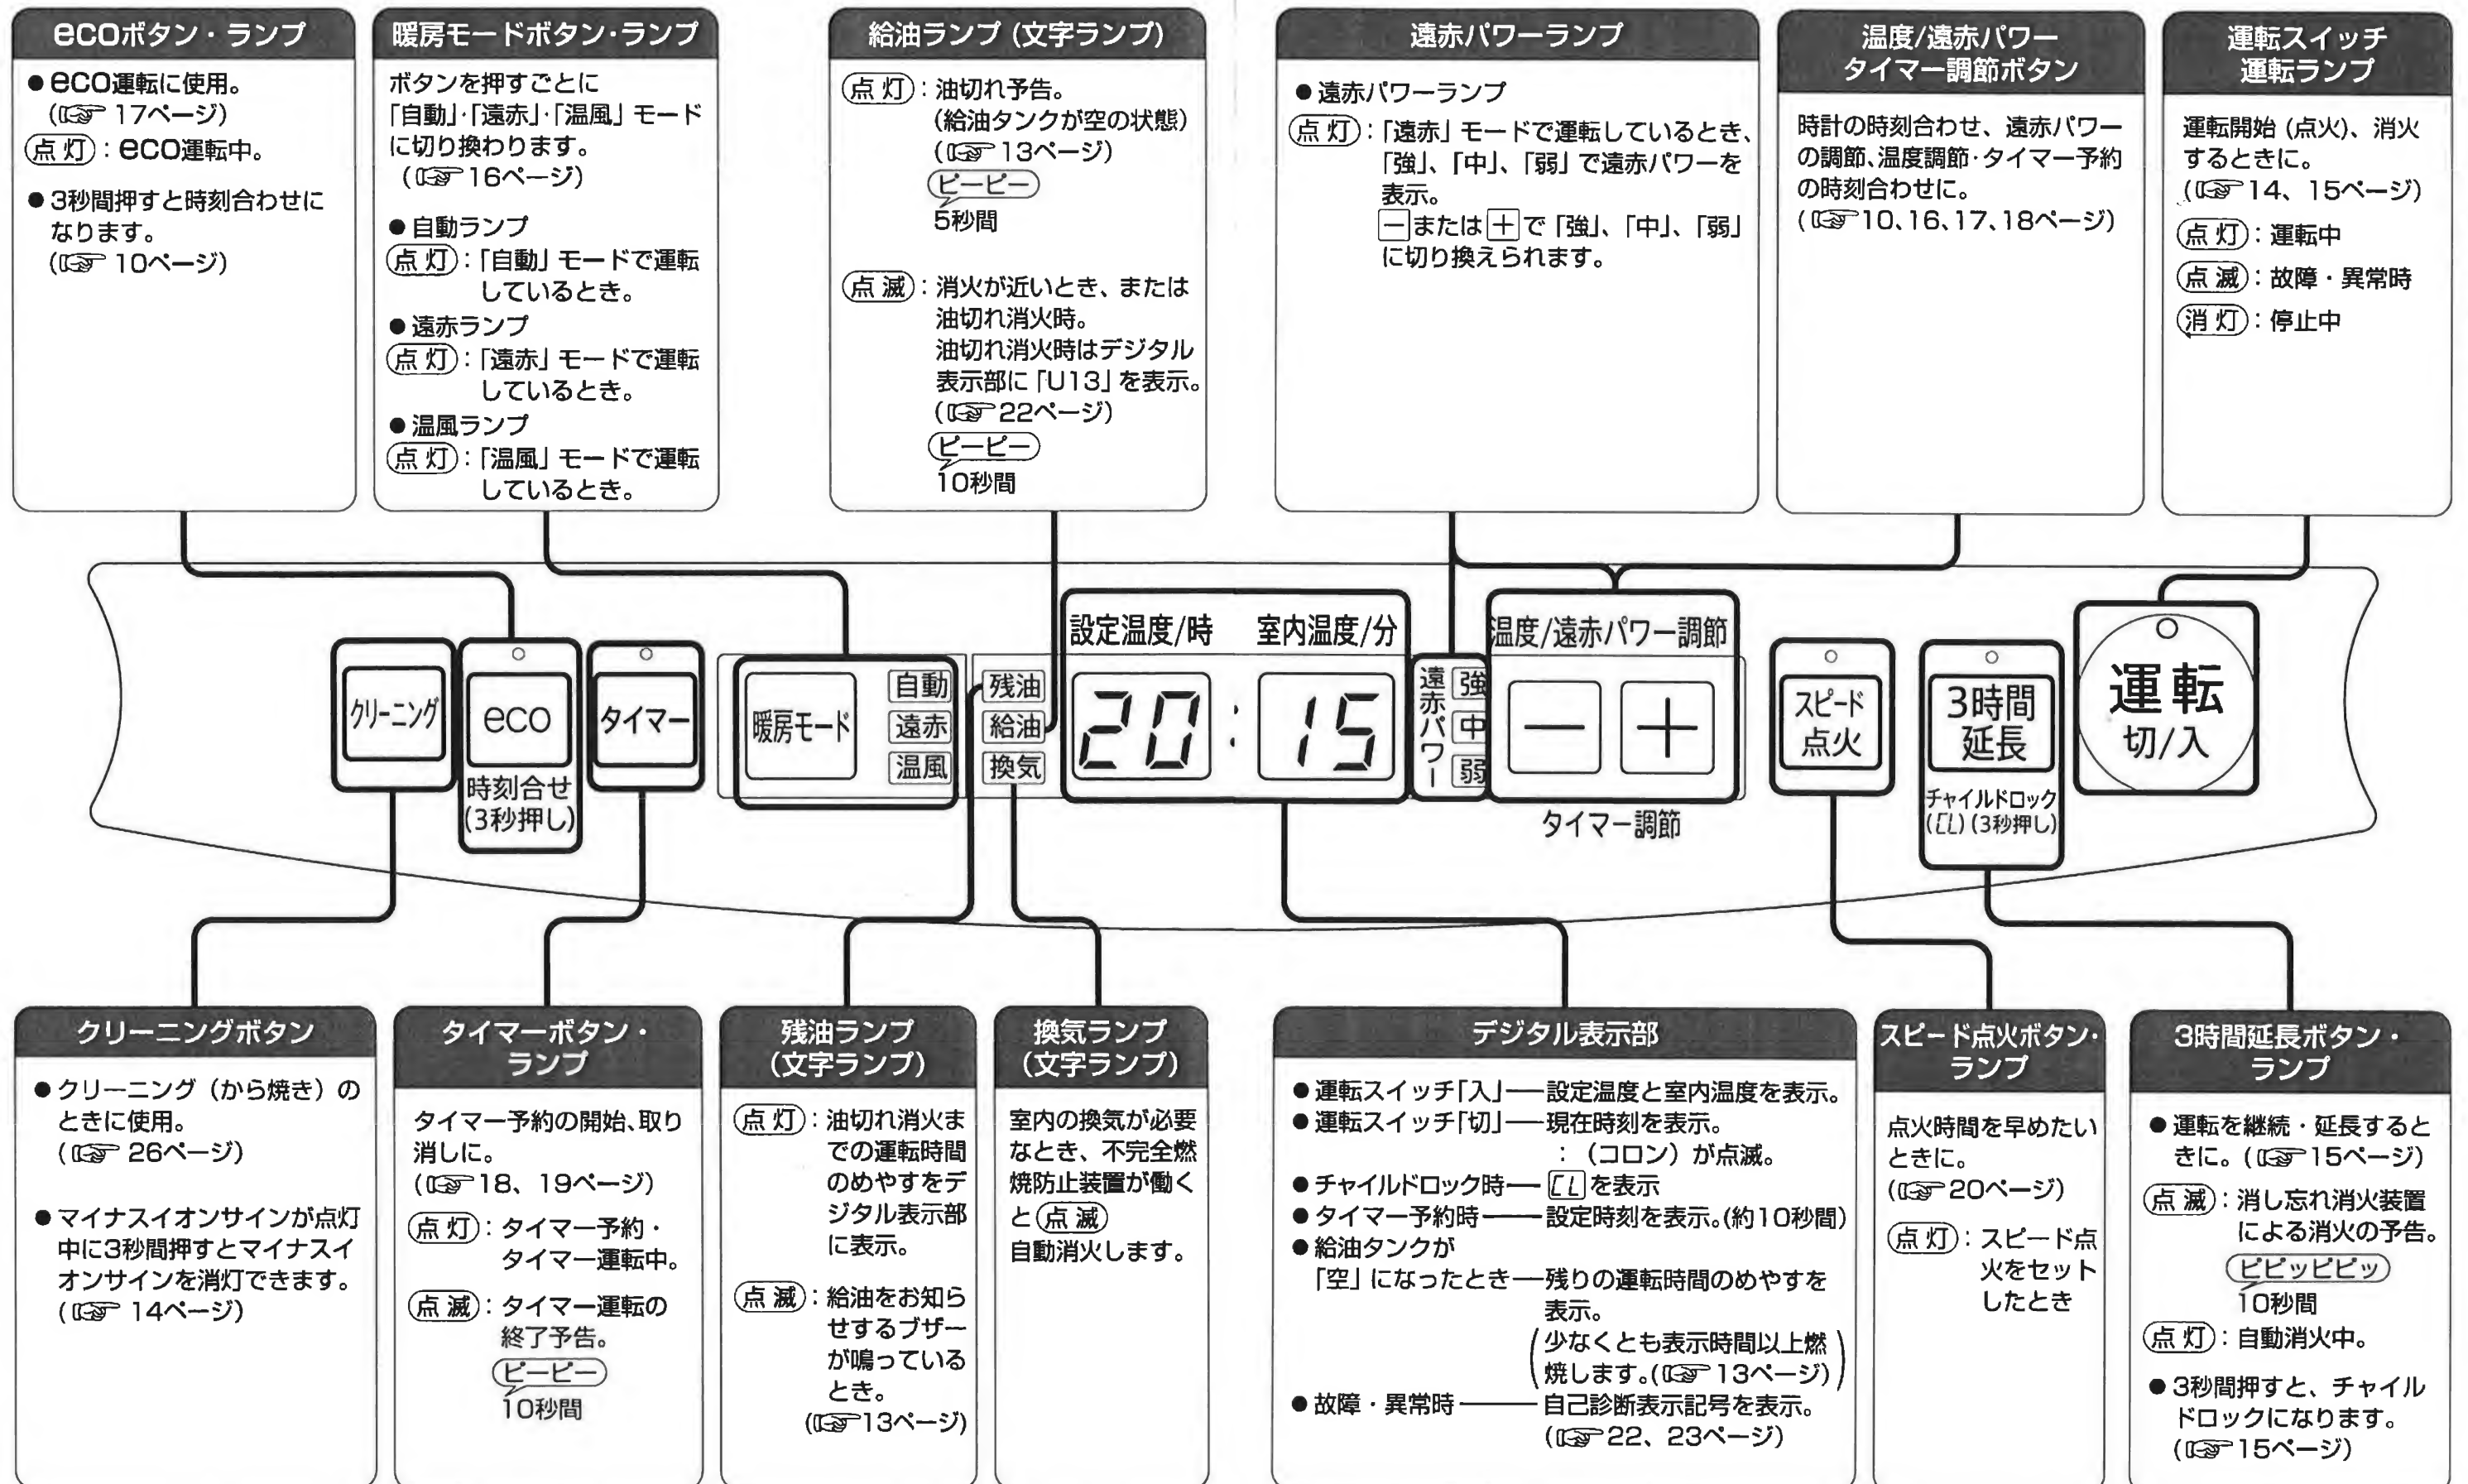 ecoボタン・ランプ
●eco運転に使用。
(☞ 17ページ)
点灯：eco運転中。
●3秒間押すと時刻合わせに
なります。
(☞ 10ページ)
暖房モードボタン・ランプ
ボタンを押すごとに
「自動」・「遠赤」・「温風」モード
に切り換わります。
(☞ 16ページ)
●自動ランプ
点灯：「自動」モードで運転
しているとき。
●遠赤ランプ
点灯：「遠赤」モードで運転
しているとき。
●温風ランプ
点灯：「温風」モードで運転
しているとき。
給油ランプ (文字ランプ)
点灯：油切れ予告。
(給油タンクが空の状態)
(☞ 13ページ)
ピーピー
5秒間
点滅：消火が近いとき、または
油切れ消火時。
油切れ消火時はデジタル
表示部に「U13」を表示。
(☞ 22ページ)
ピーピー
10秒間
遠赤パワーランプ
●遠赤パワーランプ
点灯：「遠赤」モードで運転しているとき、
「強」、「中」、「弱」で遠赤パワーを
表示。
－または＋で「強」、「中」、「弱」
に切り換えられます。
温度/遠赤パワー
タイマー調節ボタン
時計の時刻合わせ、遠赤パワー
の調節、温度調節・タイマー予約
の時刻合わせに。
(☞ 10、16、17、18ページ)
運転スイッチ
運転ランプ
運転開始 (点火)、消火
するときに。
(☞ 14、15ページ)
点灯：運転中
点滅：故障・異常時
消灯：停止中
クリーニング
eco
時刻合せ
(3秒押し)
タイマー
暖房モード
自動
遠赤
温風
残油
給油
換気
設定温度/時 室内温度/分
20：15
遠赤パワー
強
中
弱
温度/遠赤パワー調節
－ ＋
タイマー調節
スピード
点火
3時間
延長
チャイルドロック
(CL) (3秒押し)
運転
切/入
クリーニングボタン
●クリーニング（から焼き）の
ときに使用。
(☞ 26ページ)
●マイナスイオンサインが点灯
中に3秒間押すとマイナスイ
オンサインを消灯できます。
(☞ 14ページ)
タイマーボタン・
ランプ
タイマー予約の開始、取り
消しに。
(☞ 18、19ページ)
点灯：タイマー予約・
タイマー運転中。
点滅：タイマー運転の
終了予告。
ピーピー
10秒間
残油ランプ
(文字ランプ)
点灯：油切れ消火ま
での運転時間
のめやすをデ
ジタル表示部
に表示。
点滅：給油をお知ら
せするブザー
が鳴っている
とき。
(☞ 13ページ)
換気ランプ
(文字ランプ)
室内の換気が必要
なとき、不完全燃
焼防止装置が働く
と点滅
自動消火します。
デジタル表示部
●運転スイッチ「入」――設定温度と室内温度を表示。
●運転スイッチ「切」――現在時刻を表示。
：（コロン）が点滅。
●チャイルドロック時――CLを表示
●タイマー予約時――設定時刻を表示。(約10秒間)
●給油タンクが
「空」になったとき――残りの運転時間のめやすを
表示。
(少なくとも表示時間以上燃
焼します。(☞ 13ページ))
●故障・異常時――自己診断表示記号を表示。
(☞ 22、23ページ)
スピード点火ボタン・
ランプ
点火時間を早めたい
ときに。
(☞ 20ページ)
点灯：スピード点
火をセット
したとき
3時間延長ボタン・
ランプ
●運転を継続・延長すると
きに。(☞ 15ページ)
点滅：消し忘れ消火装置
による消火の予告。
ピピッピピッ
10秒間
点灯：自動消火中。
●3秒間押すと、チャイル
ドロックになります。
(☞ 15ページ)